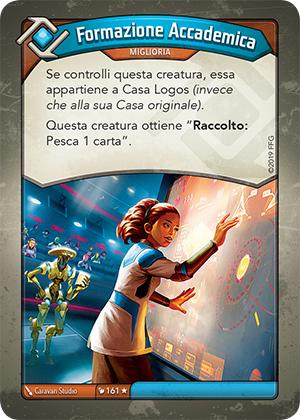 Formazione Accademica
MIGLIORIA
Se controlli questa creatura, essa
appartiene a Casa Logos (invece
che alla sua Casa originale).
Questa creatura ottiene “Raccolto:
Pesca 1 carta”.
©2019 FFG
Caravan Studio
161